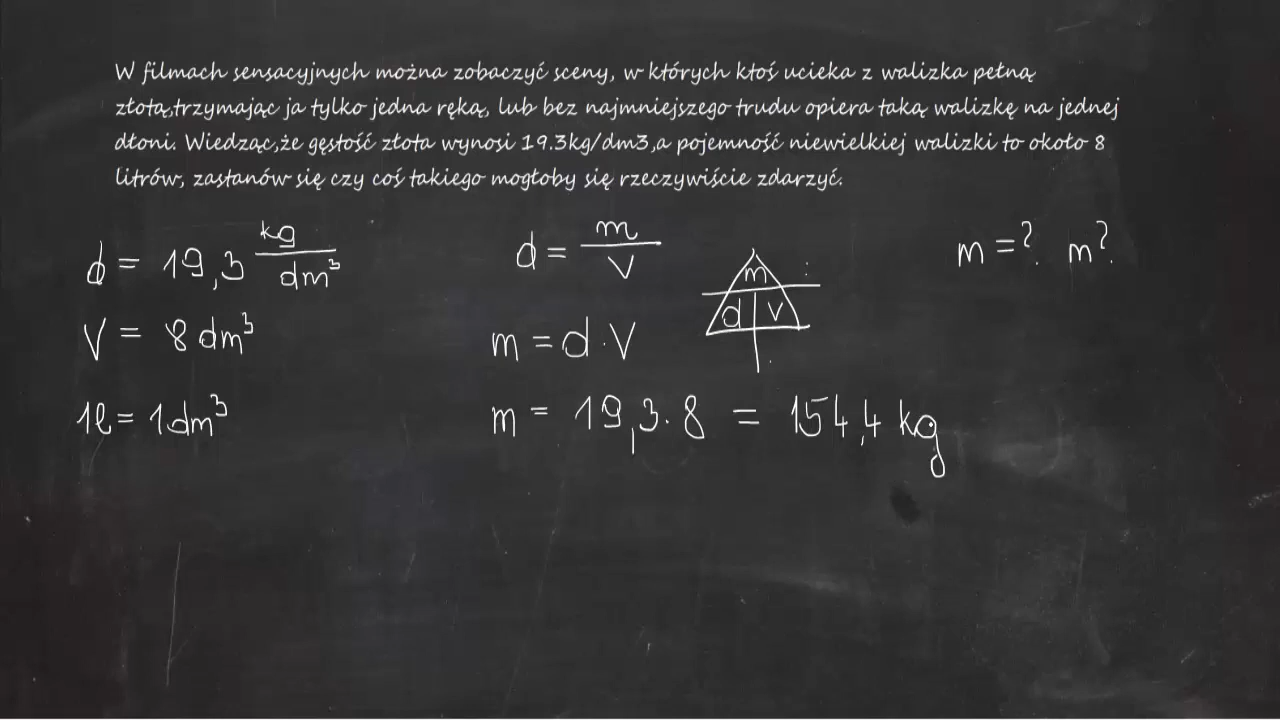 W filmach sensacyjnych można zobaczyć sceny, w których ktoś ucieka z walizka pełną
złotą,trzymając ja tylko jedna ręką, lub bez najmniejszego trudu opiera taką walizkę na jednej
dłoni. Wiedząc,że gęstość złota wynosi 19.3kg/dm3,a pojemność niewielkiej walizki to około 8
litrów, zastanów się czy coś takiego mogłoby się rzeczywiście zdarzyć.
d = 19,3 kg/dm³
V = 8 dm³
1l = 1dm³
d = m/V
m = d · V
m = 19,3 · 8 = 154,4 kg
m :
d V
·
m = ? m?